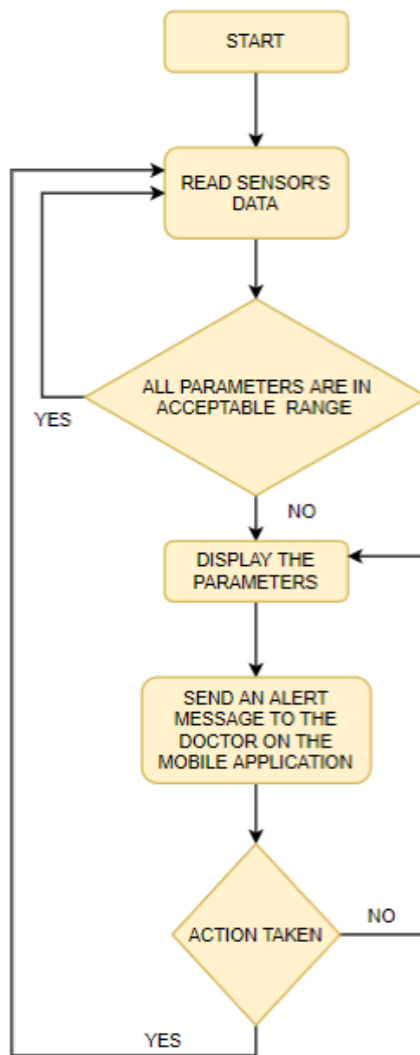 START
READ SENSOR'S
DATA
ALL PARAMETERS ARE IN
ACCEPTABLE RANGE
YES
NO
DISPLAY THE
PARAMETERS
SEND AN ALERT
MESSAGE TO THE
DOCTOR ON THE
MOBILE APPLICATION
ACTION TAKEN
NO
YES